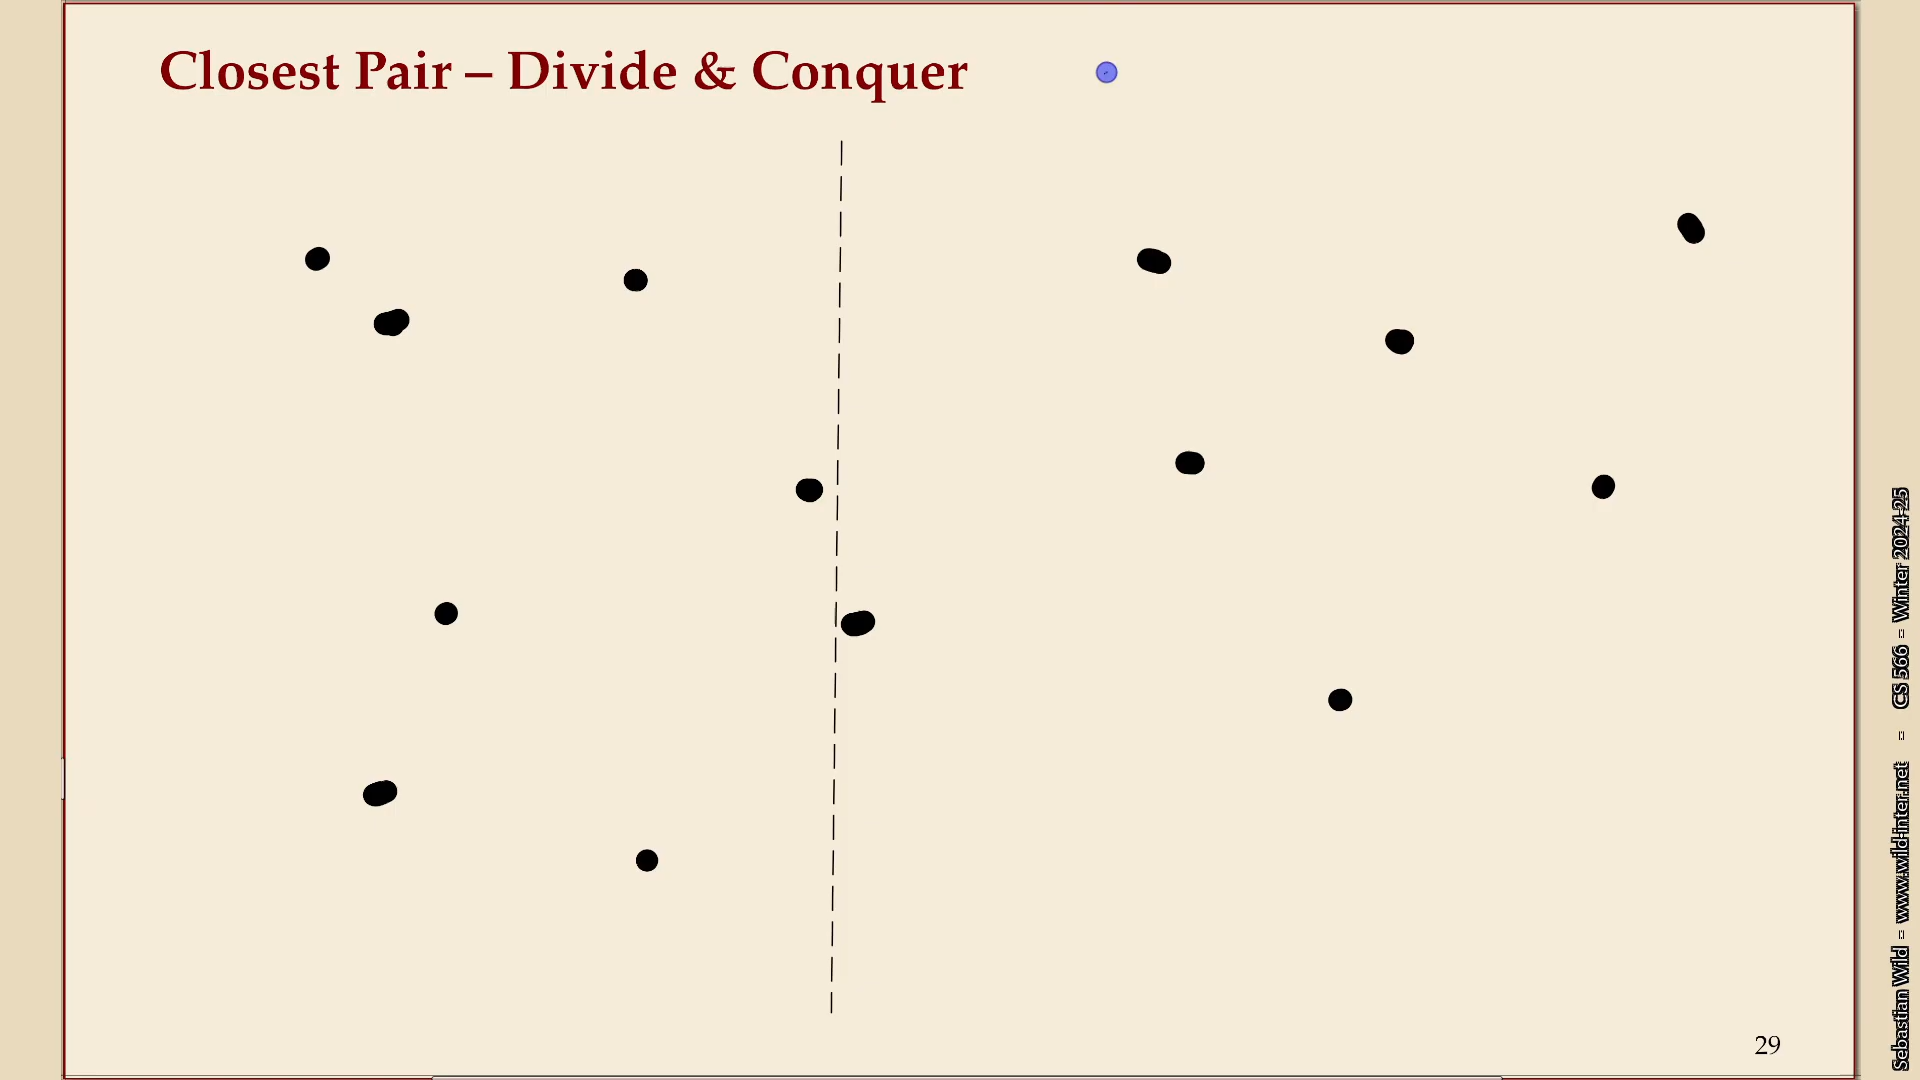 Closest Pair – Divide & Conquer
29
Sebastian Wild – www.wild-inter.net – CS 566 – Winter 2024-25